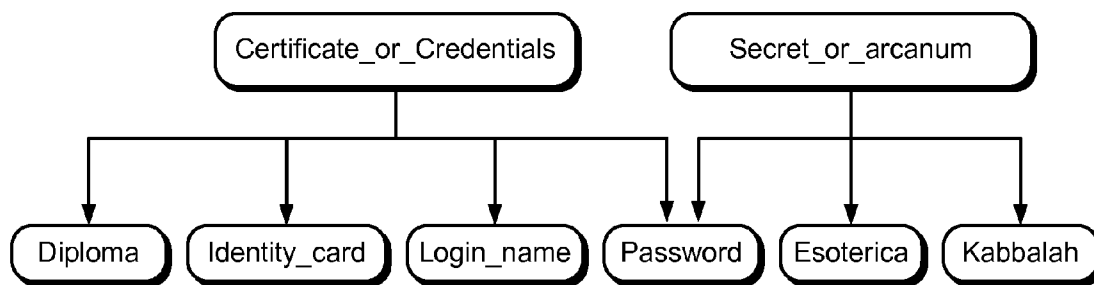 Certificate_or_Credentials
Secret_or_arcanum
Diploma
Identity_card
Login_name
Password
Esoterica
Kabbalah